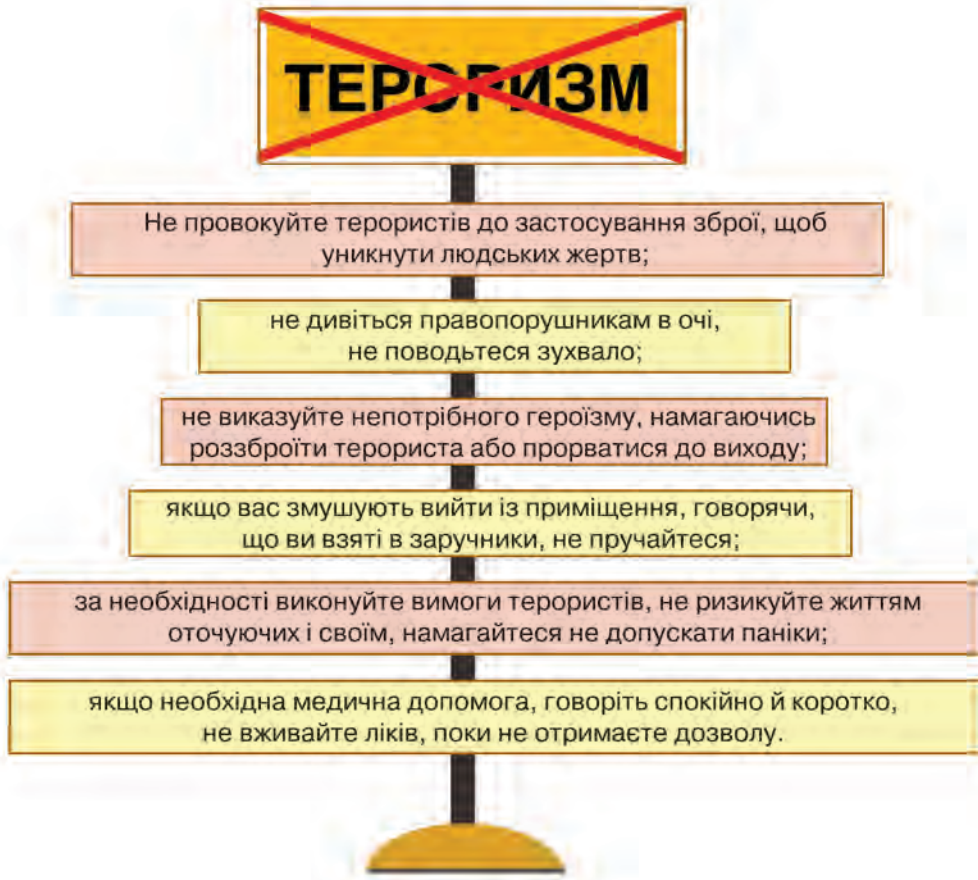 ТЕРОРИЗМ
Не провокуйте терористів до застосування зброї, щоб
уникнути людських жертв;
не дивіться правопорушникам в очі,
не поводьтеся зухвало;
не виказуйте непотрібного героїзму, намагаючись
роззброїти терориста або прорватися до виходу;
якщо вас змушують вийти із приміщення, говорячи,
що ви взяті в заручники, не пручайтеся;
за необхідності виконуйте вимоги терористів, не ризикуйте життям
оточуючих і своїм, намагайтеся не допускати паніки;
якщо необхідна медична допомога, говоріть спокійно й коротко,
не вживайте ліків, поки не отримаєте дозволу.